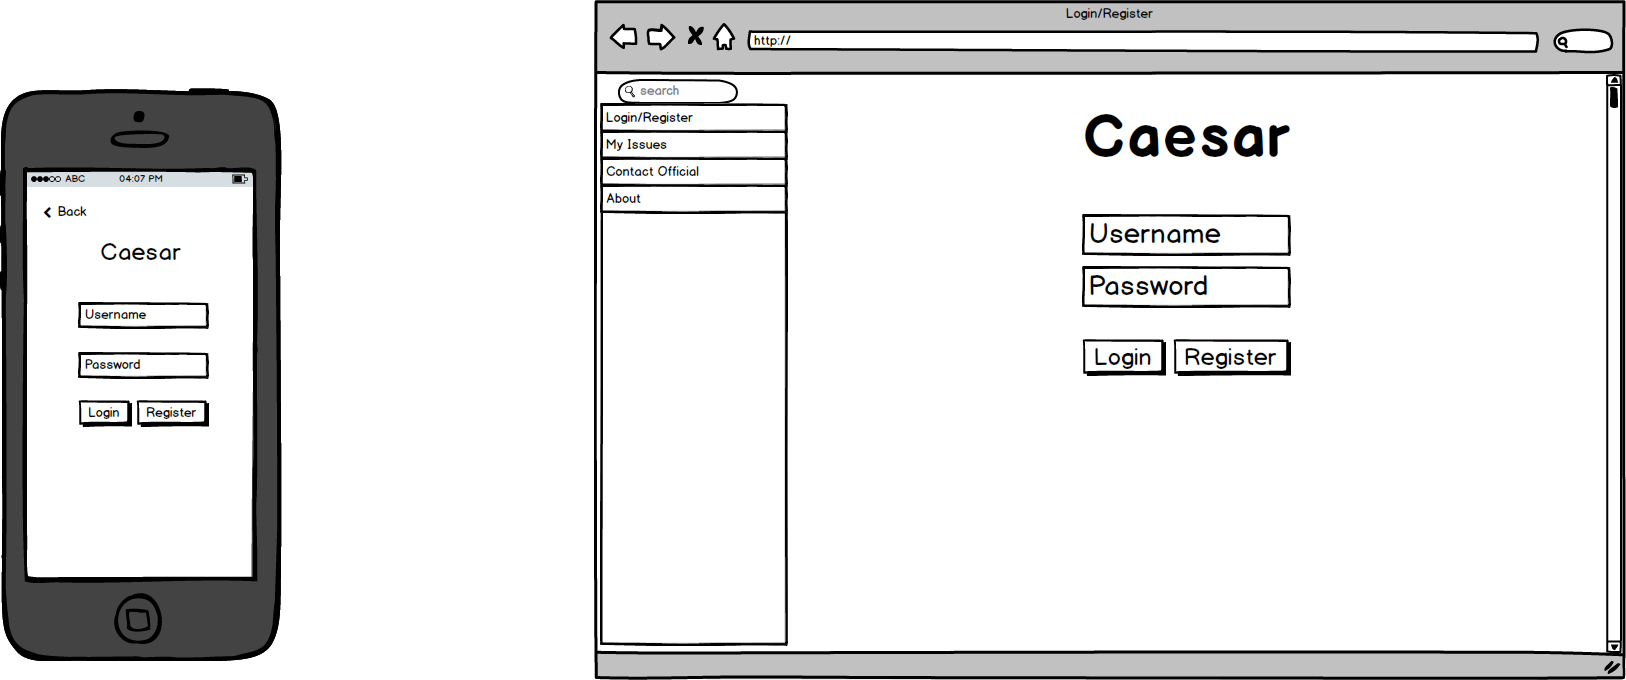 ABC 04:07 PM
Back
Caesar
Username
Password
Login Register
Login/Register
http://
search
Login/Register
My Issues
Contact Official
About
Caesar
Username
Password
Login Register